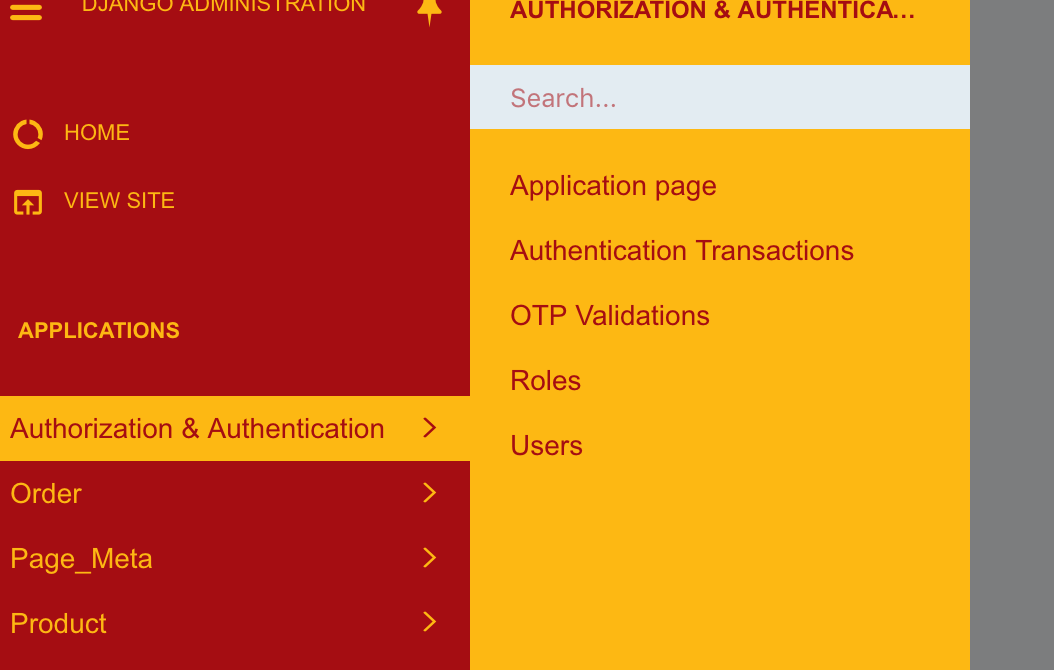 DJANGO ADMINISTRATION
HOME
VIEW SITE
APPLICATIONS
Authorization & Authentication
Order
Page_Meta
Product
AUTHORIZATION & AUTHENTICA...
Search...
Application page
Authentication Transactions
OTP Validations
Roles
Users